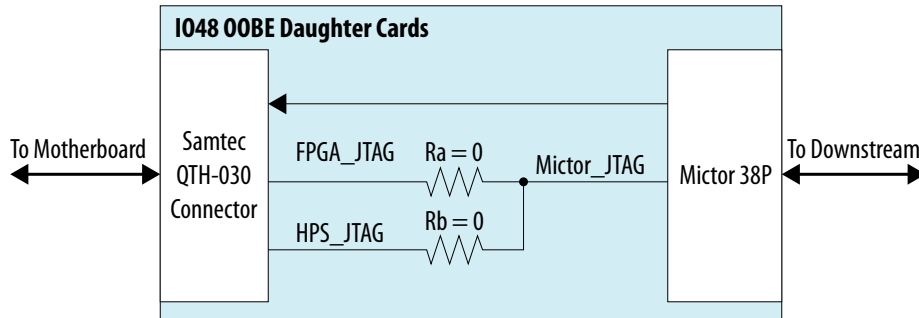 IO48 OOBE Daughter Cards
To Motherboard
Samtec
QTH-030
Connector
FPGA_JTAG
Ra = 0
Mictor_JTAG
HPS_JTAG
Rb = 0
Mictor 38P
To Downstream